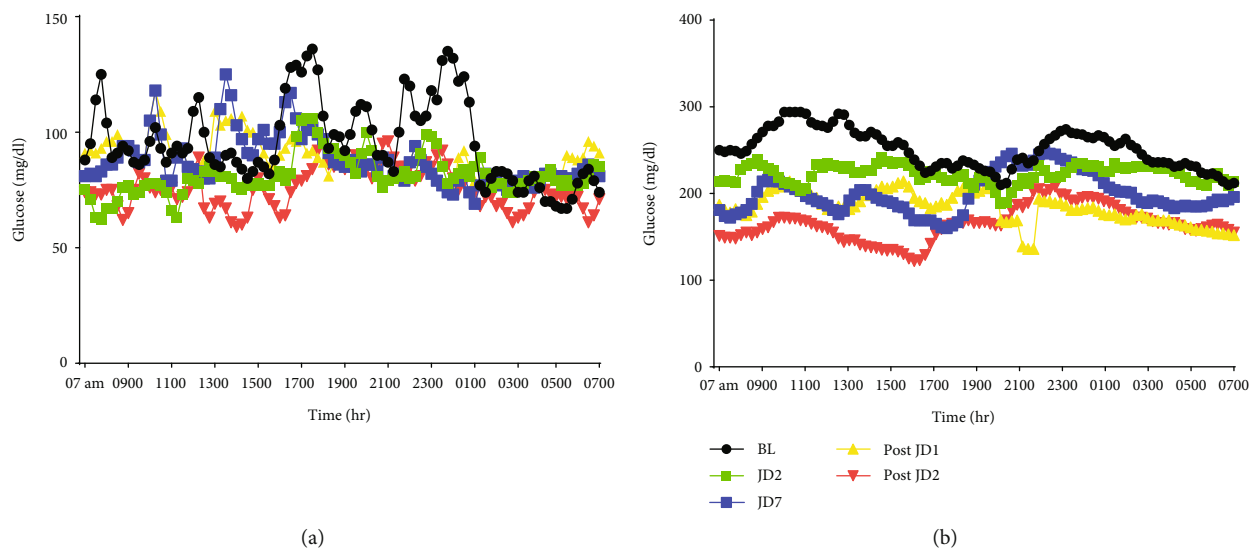 150
100
50
0
Glucose (mg/dl)
07 am 0900 1100 1300 1500 1700 1900 2100 2300 0100 0300 0500 0700
Time (hr)
(a)
400
300
200
100
0
Glucose (mg/dl)
07 am 0900 1100 1300 1500 1700 1900 2100 2300 0100 0300 0500 0700
Time (hr)
BL
JD2
JD7
Post JD1
Post JD2
(b)